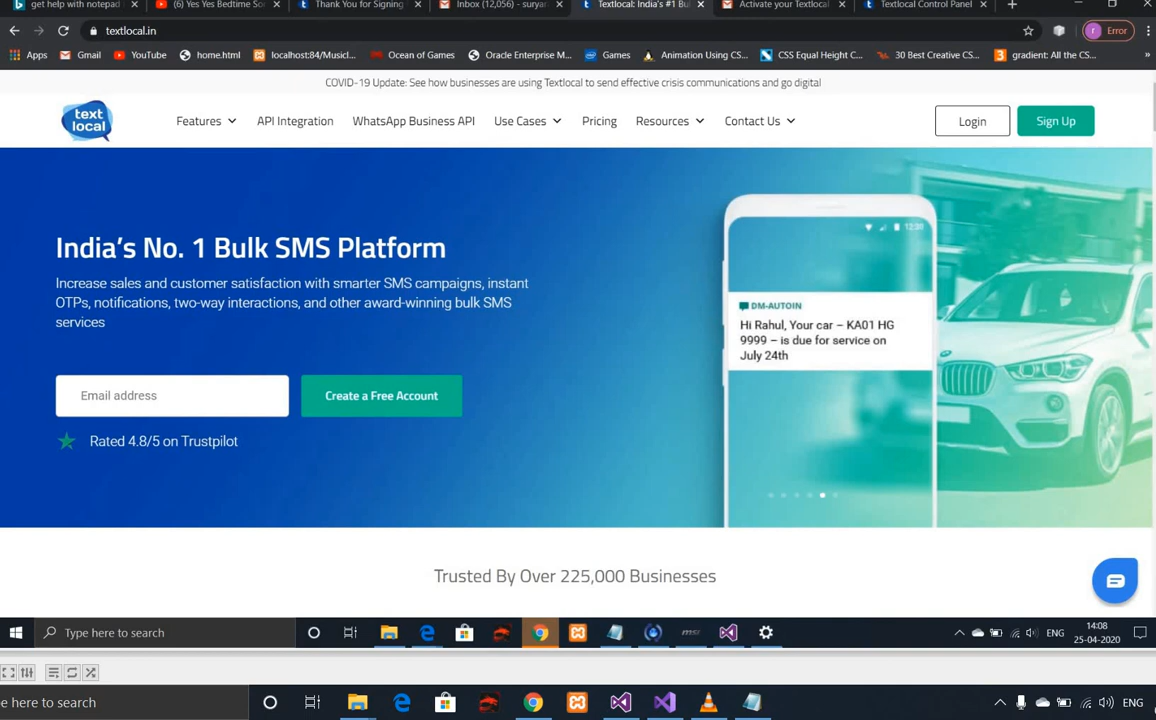 get help with notepad
(6) Yes Yes Bedtime So
Thank You for Signing
Inbox (12,056) - surya
Textlocal: India's #1 Bu
Activate your Textlocal
Textlocal Control Panel
textlocal.in
r Error
Apps
Gmail
YouTube
home.html
localhost:84/Musicl...
Ocean of Games
Oracle Enterprise M...
Games
Animation Using CS...
CSS Equal Height C...
30 Best Creative CS...
gradient: All the CS...
COVID-19 Update: See how businesses are using Textlocal to send effective crisis communications and go digital
text
local
Features
API Integration
WhatsApp Business API
Use Cases
Pricing
Resources
Contact Us
Login
Sign Up
India's No. 1 Bulk SMS Platform
Increase sales and customer satisfaction with smarter SMS campaigns, instant
OTPs, notifications, two-way interactions, and other award-winning bulk SMS
services
Email address
Create a Free Account
Rated 4.8/5 on Trustpilot
12:30
DM-AUTOIN
Hi Rahul, Your car – KA01 HG
9999 – is due for service on
July 24th
Trusted By Over 225,000 Businesses
Type here to search
msi
ENG
14:08
25-04-2020
e here to search
ENG